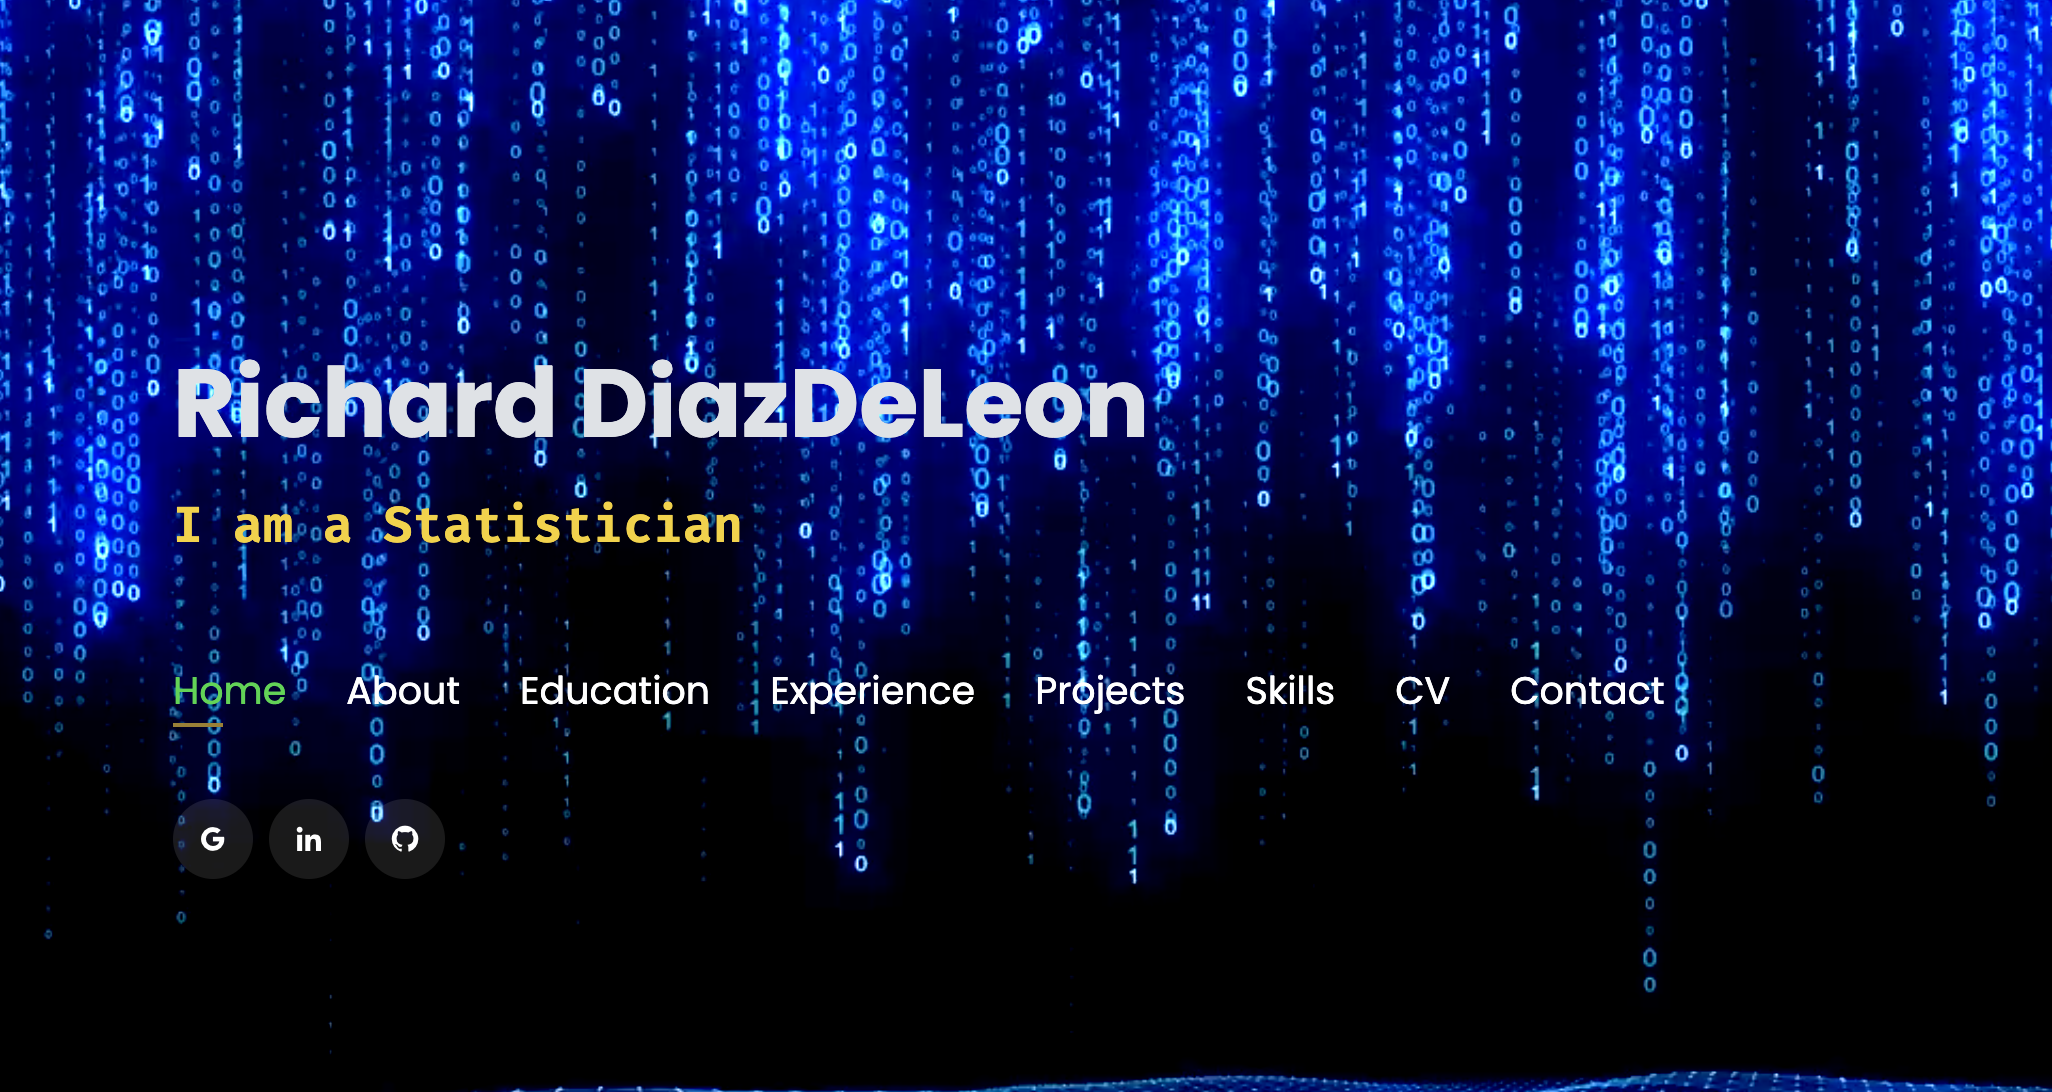 Richard DiazDeLeon
I am a Statistician
Home About Education Experience Projects Skills CV Contact
G in